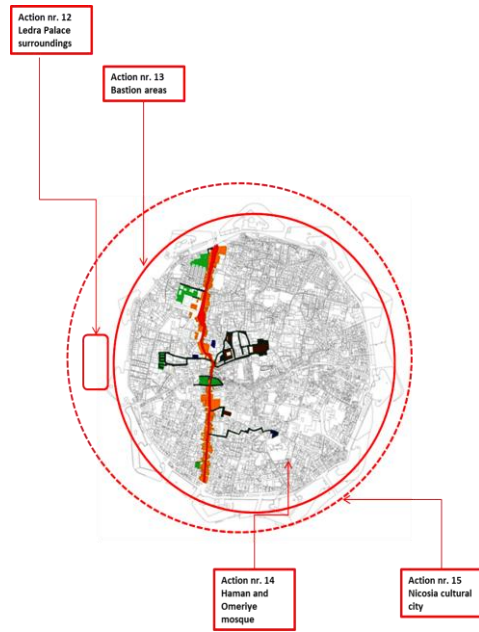 Action nr. 12
Ledra Palace
surroundings
Action nr. 13
Bastion areas
Action nr. 14
Haman and
Omeriye
mosque
Action nr. 15
Nicosia cultural
city